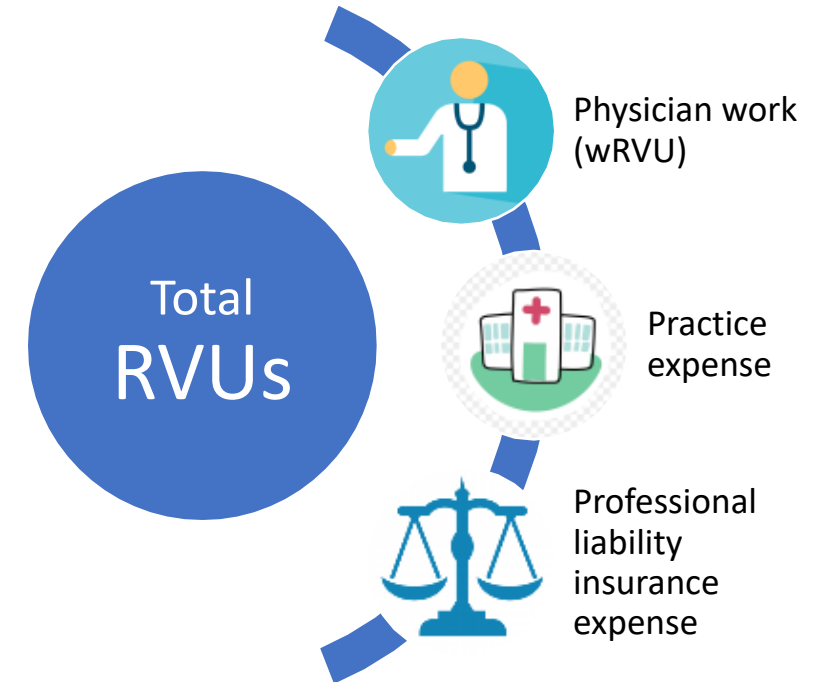 Total
RVUs
Physician work
(wRVU)
Practice
expense
Professional
liability
insurance
expense